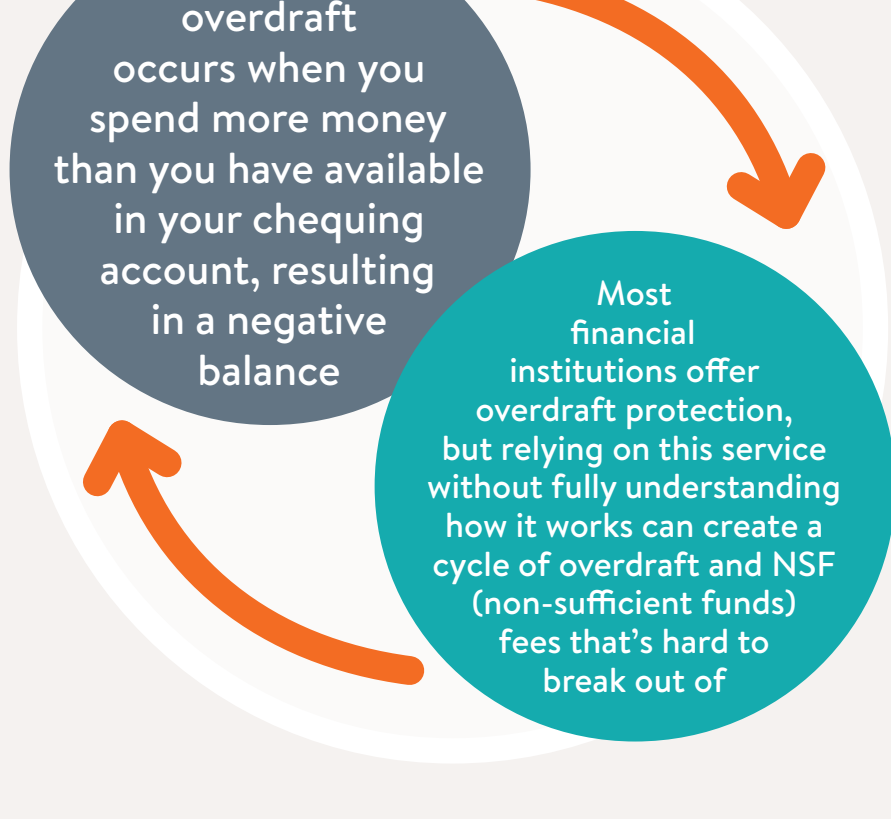 overdraft
occurs when you
spend more money
than you have available
in your chequing
account, resulting
in a negative
balance
Most
financial
institutions offer
overdraft protection,
but relying on this service
without fully understanding
how it works can create a
cycle of overdraft and NSF
(non-sufficient funds)
fees that’s hard to
break out of